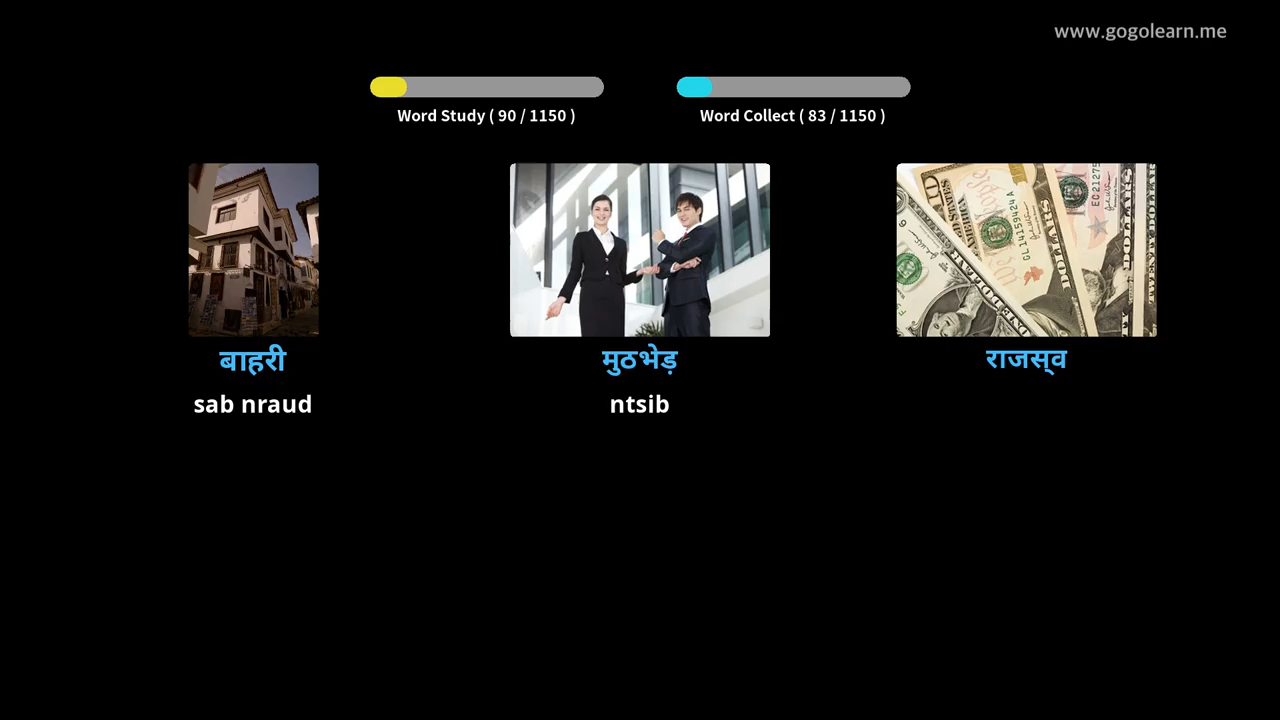 www.gogolearn.me
Word Study ( 90 / 1150 )
Word Collect ( 83 / 1150 )
बाहरी
मुठभेड़
राजस्व
sab nraud
ntsib